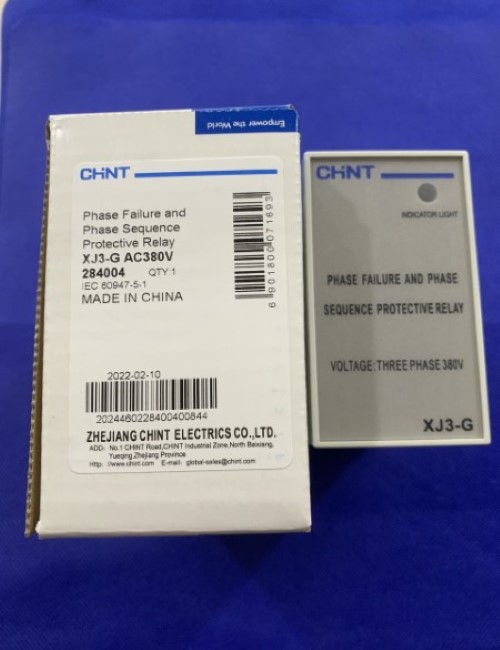 Empower the World
CHNT
Phase Failure and
Phase Sequence
Protective Relay
XJ3-G AC380V
284004 QTY:1
IEC 60947-5-1
MADE IN CHINA
6 901800 071693
2022-02-10
2024460228400400844
ZHEJIANG CHINT ELECTRICS CO.,LTD.
ADD: No.1 CHINT Road,CHINT Industrial Zone,North Baixiang,
Yueqing,Zhejiang Province
Http: //www.chint.com E-mail: global-sales@chint.com
CHNT
INDICATOR LIGHT
PHASE FAILURE AND PHASE
SEQUENCE PROTECTIVE RELAY
VOLTAGE:THREE PHASE 380V
XJ3-G